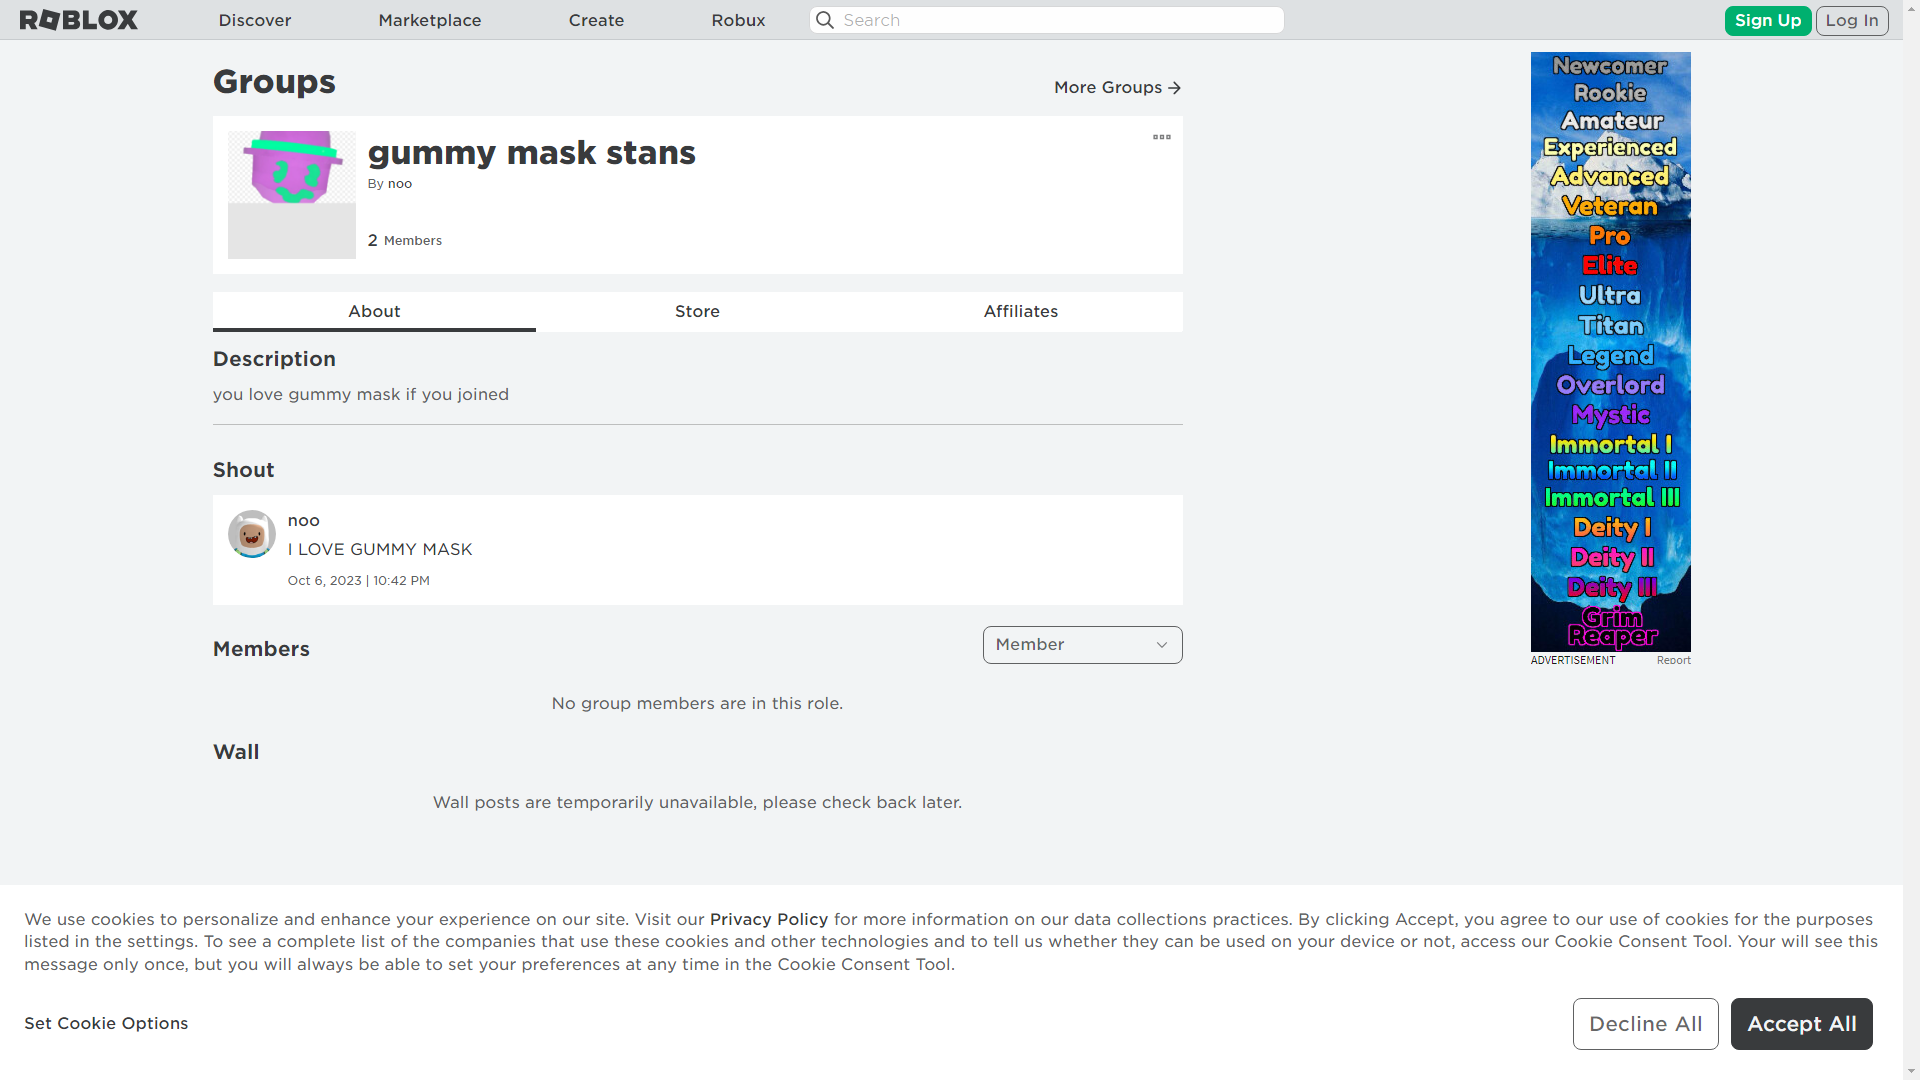 ROBLOX
Discover
Marketplace
Create
Robux
Search
Sign Up
Log In
Groups
More Groups
gummy mask stans
By noo
2 Members
About
Store
Affiliates
Description
you love gummy mask if you joined
Shout
noo
I LOVE GUMMY MASK
Oct 6, 2023 | 10:42 PM
Members
Member
No group members are in this role.
Wall
Wall posts are temporarily unavailable, please check back later.
Newcomer
Rookie
Amateur
Experienced
Advanced
Veteran
Pro
Elite
Ultra
Titan
Legend
Overlord
Mystic
Immortal I
Immortal II
Immortal III
Deity I
Deity II
Deity III
Grim
Reaper
ADVERTISEMENT
Report
We use cookies to personalize and enhance your experience on our site. Visit our Privacy Policy for more information on our data collections practices. By clicking Accept, you agree to our use of cookies for the purposes
listed in the settings. To see a complete list of the companies that use these cookies and other technologies and to tell us whether they can be used on your device or not, access our Cookie Consent Tool. Your will see this
message only once, but you will always be able to set your preferences at any time in the Cookie Consent Tool.
Set Cookie Options
Decline All
Accept All